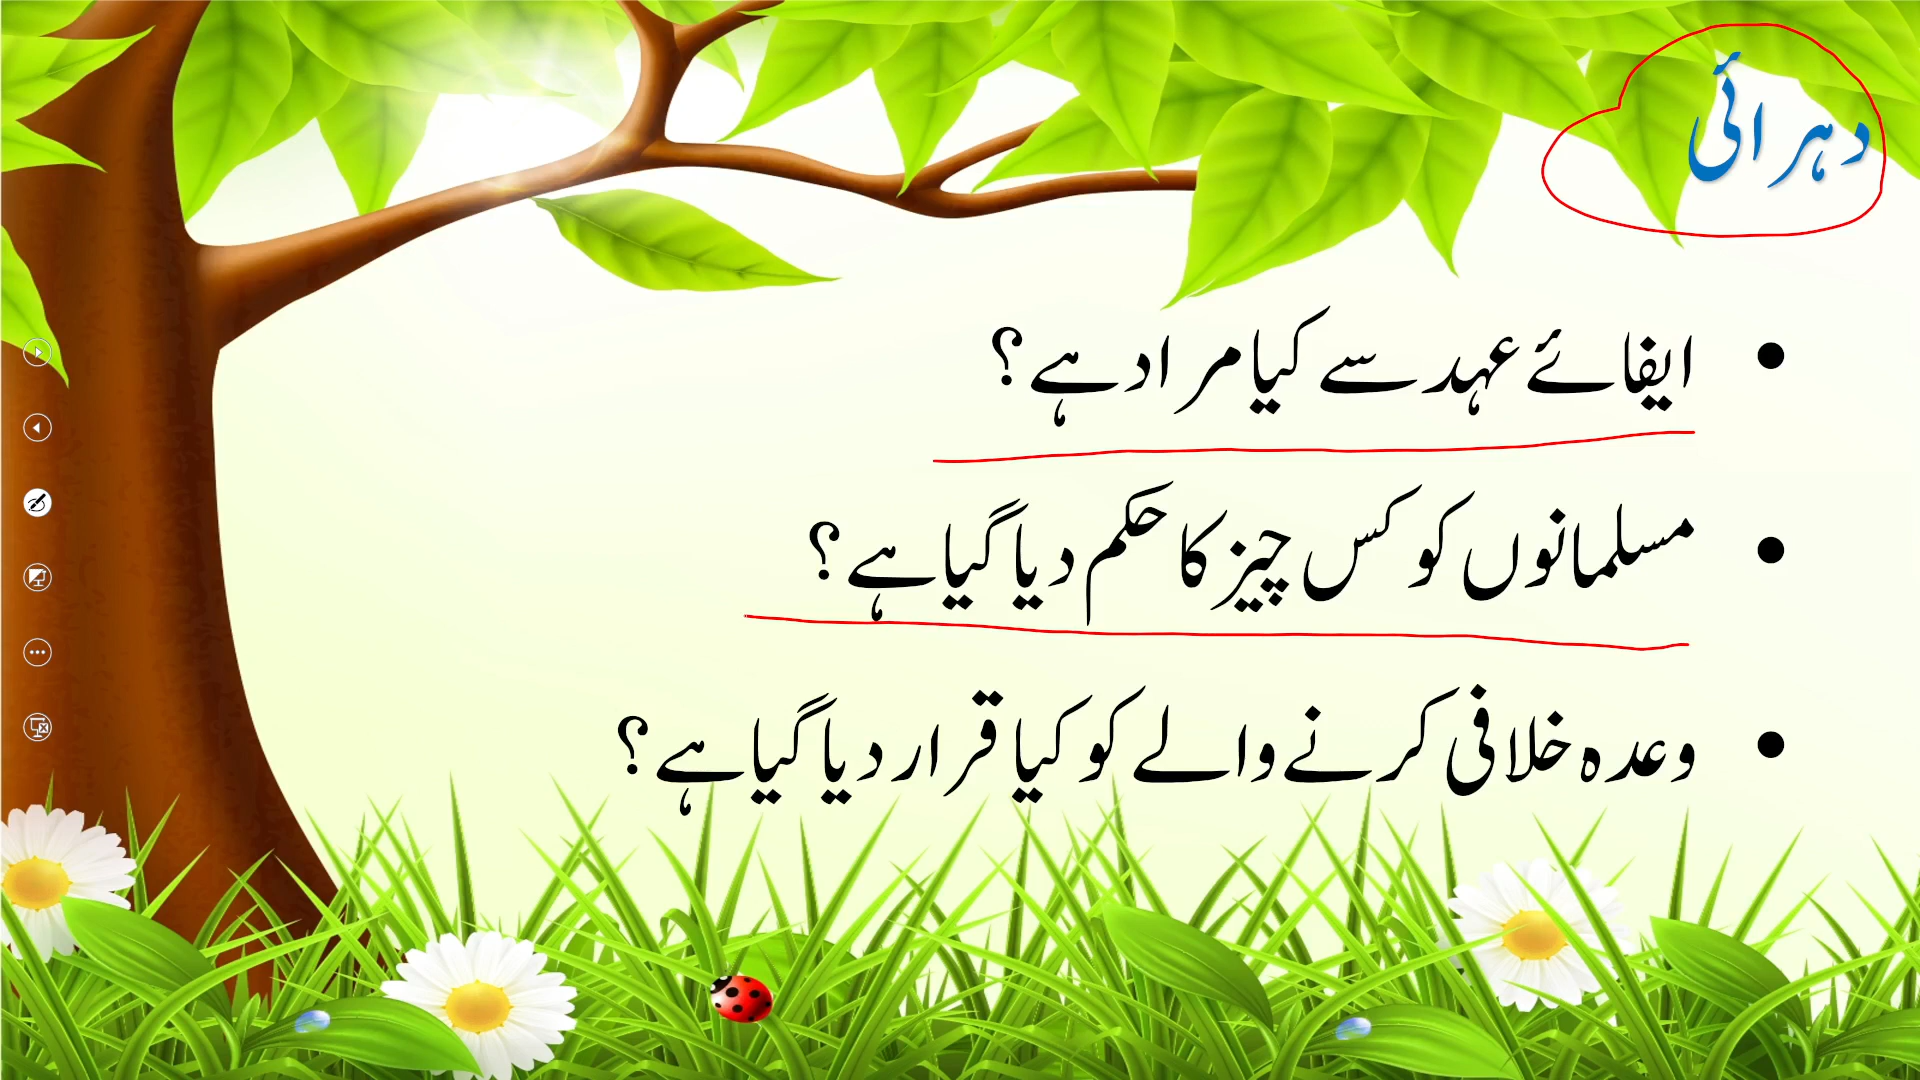 دہرائی
• ایفائے عہد سے کیا مراد ہے؟
• مسلمانوں کو کس چیز کا حکم دیا گیا ہے؟
• وعدہ خلافی کرنے والے کو کیا قرار دیا گیا ہے؟